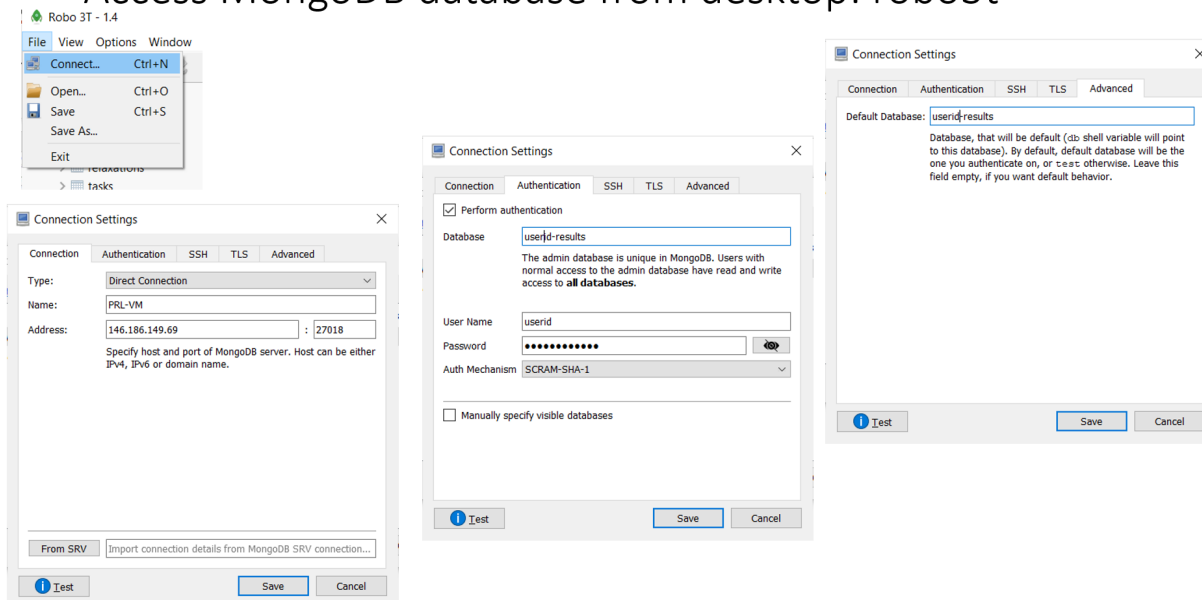 Access MongoDB database from desktop: robo3t
Robo 3T - 1.4
File View Options Window
Connect... Ctrl+N
Open... Ctrl+O
Save Ctrl+S
Save As...
Exit
relaxations
tasks
Connection Settings
Connection Authentication SSH TLS Advanced
Type: Direct Connection
Name: PRL-VM
Address: 146.186.149.69 : 27018
Specify host and port of MongoDB server. Host can be either
IPv4, IPv6 or domain name.
From SRV Import connection details from MongoDB SRV connection...
Test Save Cancel
Connection Settings
Connection Authentication SSH TLS Advanced
Perform authentication
Database userid-results
The admin database is unique in MongoDB. Users with
normal access to the admin database have read and write
access to all databases.
User Name userid
Password ●●●●●●●●●●●●
Auth Mechanism SCRAM-SHA-1
Manually specify visible databases
Test Save Cancel
Connection Settings
Connection Authentication SSH TLS Advanced
Default Database: userid-results
Database, that will be default (db shell variable will point
to this database). By default, default database will be the
one you authenticate on, or test otherwise. Leave this
field empty, if you want default behavior.
Test Save Cancel